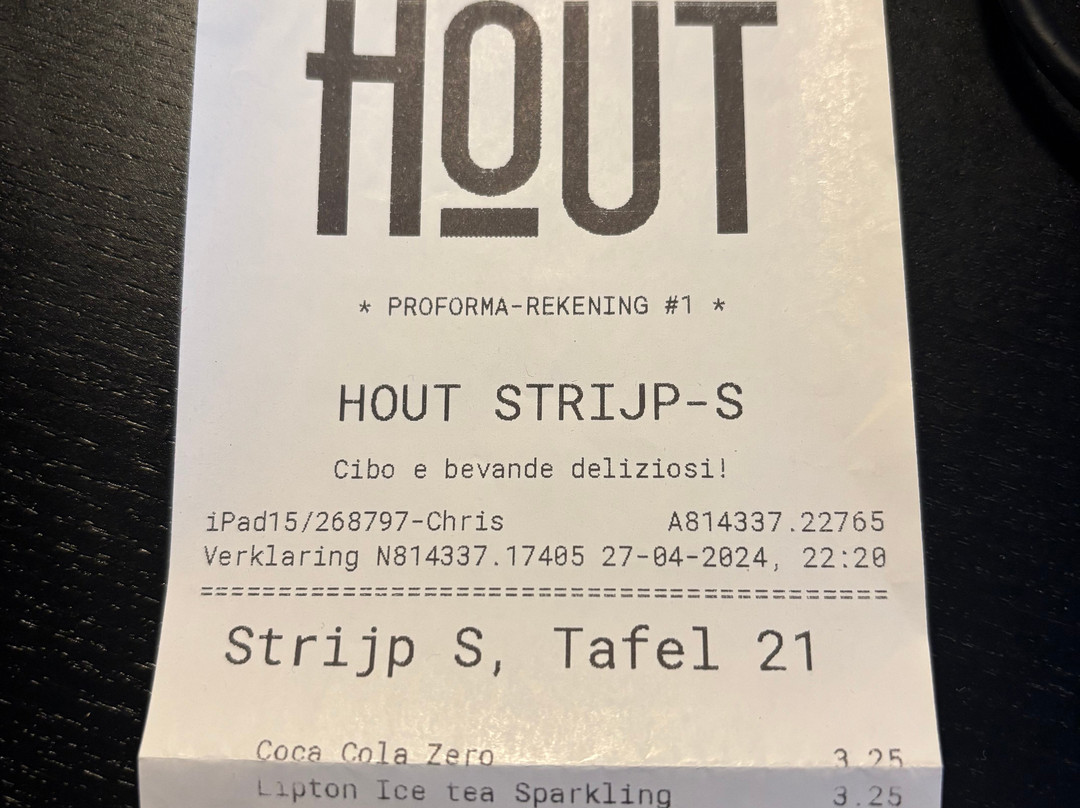 HOUT
* PROFORMA-REKENING #1 *
HOUT STRIJP-S
Cibo e bevande deliziosi!
iPad15/268797-Chris A814337.22765
Verklaring N814337.17405 27-04-2024, 22:20
============================================
Strijp S, Tafel 21
Coca Cola Zero 3.25
Lipton Ice tea Sparkling 3.25